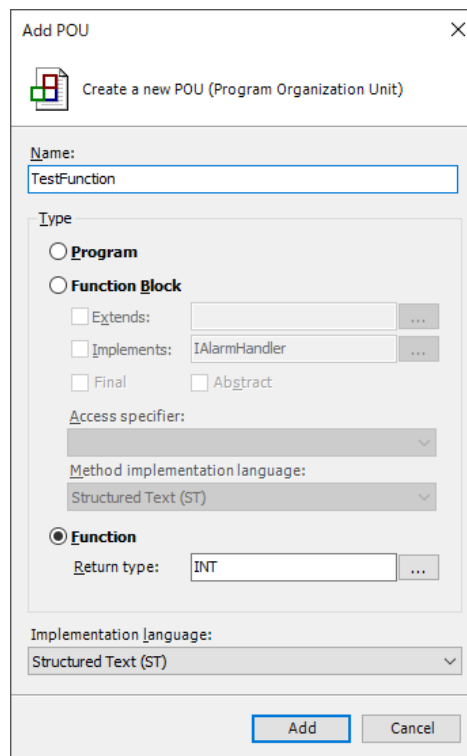 Add POU
Create a new POU (Program Organization Unit)
Name:
TestFunction
Type
Program
Function Block
Extends: ...
Implements: IAlarmHandler ...
Final Abstract
Access specifier:
Method implementation language:
Structured Text (ST)
Function
Return type: INT ...
Implementation language:
Structured Text (ST)
Add Cancel